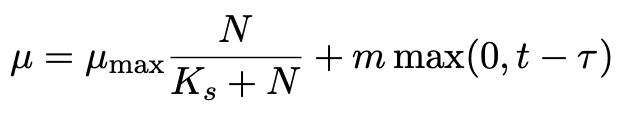 μ = μ_max N / (K_s + N) + m max(0, t − τ)